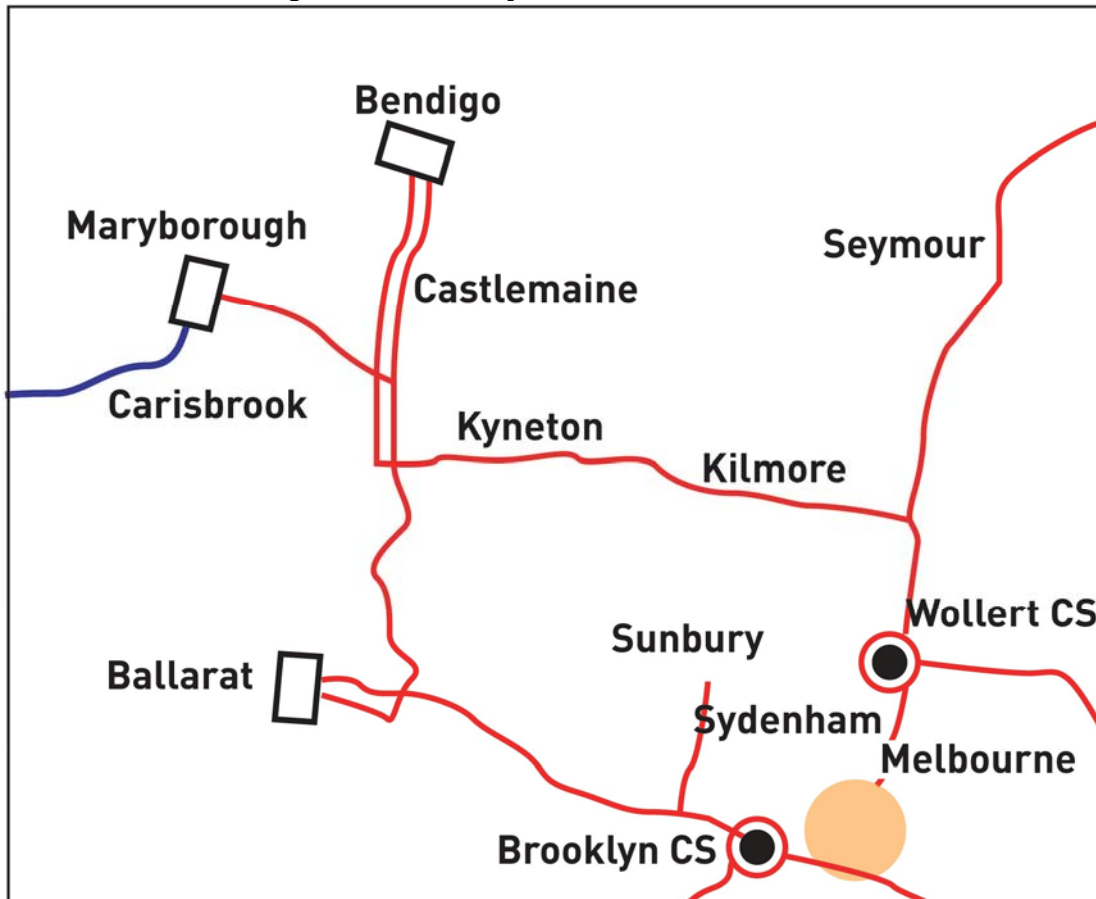 Bendigo
Maryborough
Seymour
Castlemaine
Carisbrook
Kyneton
Kilmore
Wollert CS
Sunbury
Ballarat
Sydenham
Melbourne
Brooklyn CS